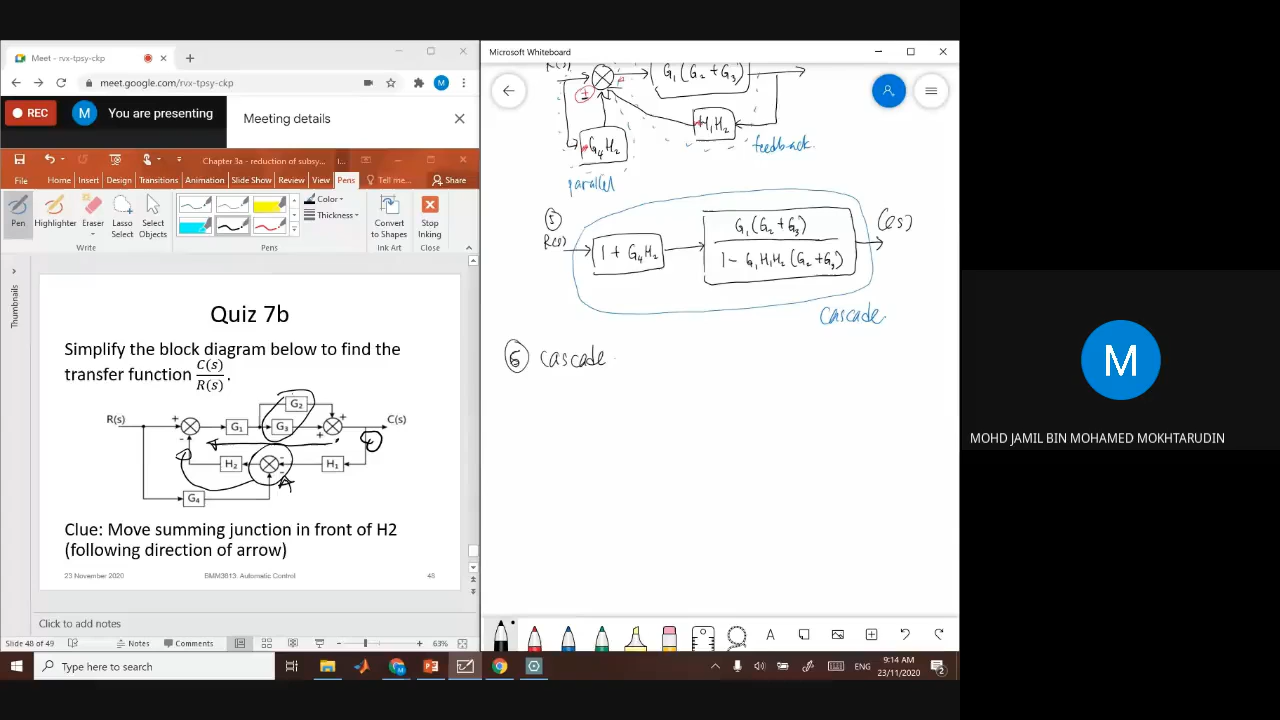 Meet - rvx-tpsy-ckp
meet.google.com/rvx-tpsy-ckp
M
REC
M
You are presenting
Meeting details
Chapter 3a - reduction of subsy...
I...
File
Home
Insert
Design
Transitions
Animation
Slide Show
Review
View
Pens
Tell me...
Share
Pen
Highlighter
Eraser
Lasso Select
Select Objects
Color
Thickness
Convert to Shapes
Stop Inking
Write
Pens
Ink Art
Close
Thumbnails
Quiz 7b
Simplify the block diagram below to find the
transfer function C(s)/R(s).
R(s)
+
-
G1
G2
G3
+
+
C(s)
H2
-
-
H1
G4
Clue: Move summing junction in front of H2
(following direction of arrow)
23 November 2020
BMM3813: Automatic Control
48
Click to add notes
Slide 48 of 49
Notes
Comments
63%
Microsoft Whiteboard
R(s)
G1(G2+G3)
±
H1H2
G4H2
feedback
parallel
⑤
R(s)
1 + G4H2
G1(G2+G3)
1 - G1H1H2(G2+G3)
C(s)
Cascade
⑥ cascade
M
MOHD JAMIL BIN MOHAMED MOKHTARUDIN
Type here to search
ENG
9:14 AM
23/11/2020
2